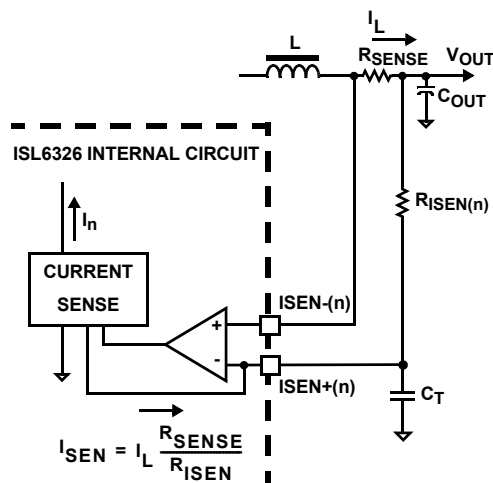 I_L
L
R_SENSE
V_OUT
C_OUT
ISL6326 INTERNAL CIRCUIT
R_ISEN(n)
I_n
CURRENT
SENSE
+
ISEN-(n)
-
ISEN+(n)
C_T
I_SEN = I_L R_SENSE / R_ISEN